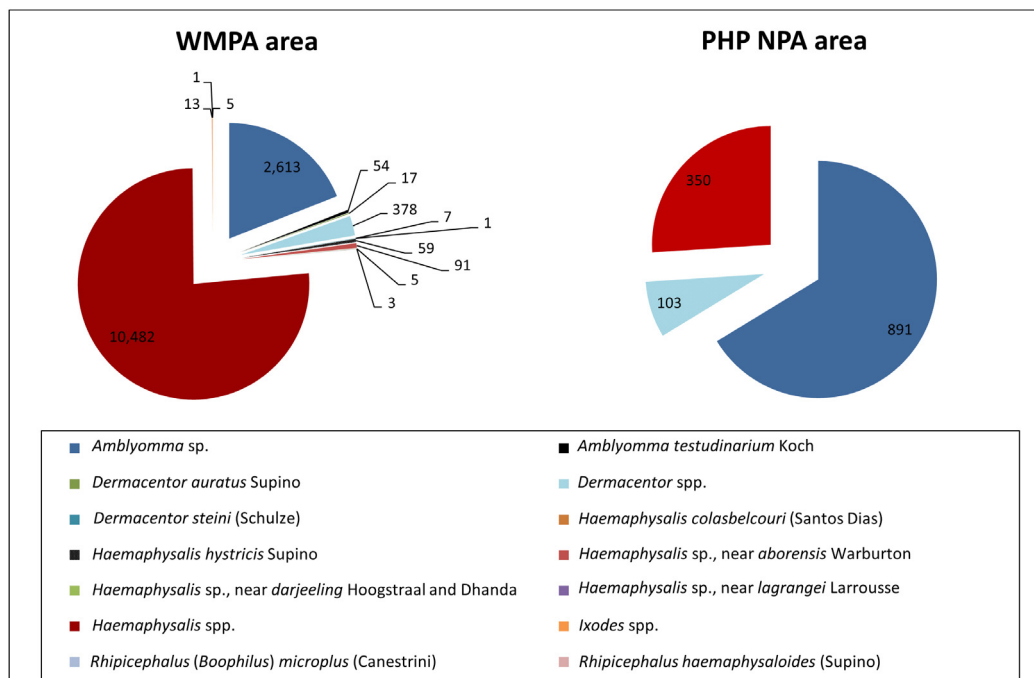 WMPA area
PHP NPA area
1
13
5
2,613
54
17
378
7
1
59
91
5
3
10,482
350
103
891
Amblyomma sp.
Amblyomma testudinarium Koch
Dermacentor auratus Supino
Dermacentor spp.
Dermacentor steini (Schulze)
Haemaphysalis colasbelcouri (Santos Dias)
Haemaphysalis hystricis Supino
Haemaphysalis sp., near aborensis Warburton
Haemaphysalis sp., near darjeeling Hoogstraal and Dhanda
Haemaphysalis sp., near lagrangei Larrousse
Haemaphysalis spp.
Ixodes spp.
Rhipicephalus (Boophilus) microplus (Canestrini)
Rhipicephalus haemaphysaloides (Supino)